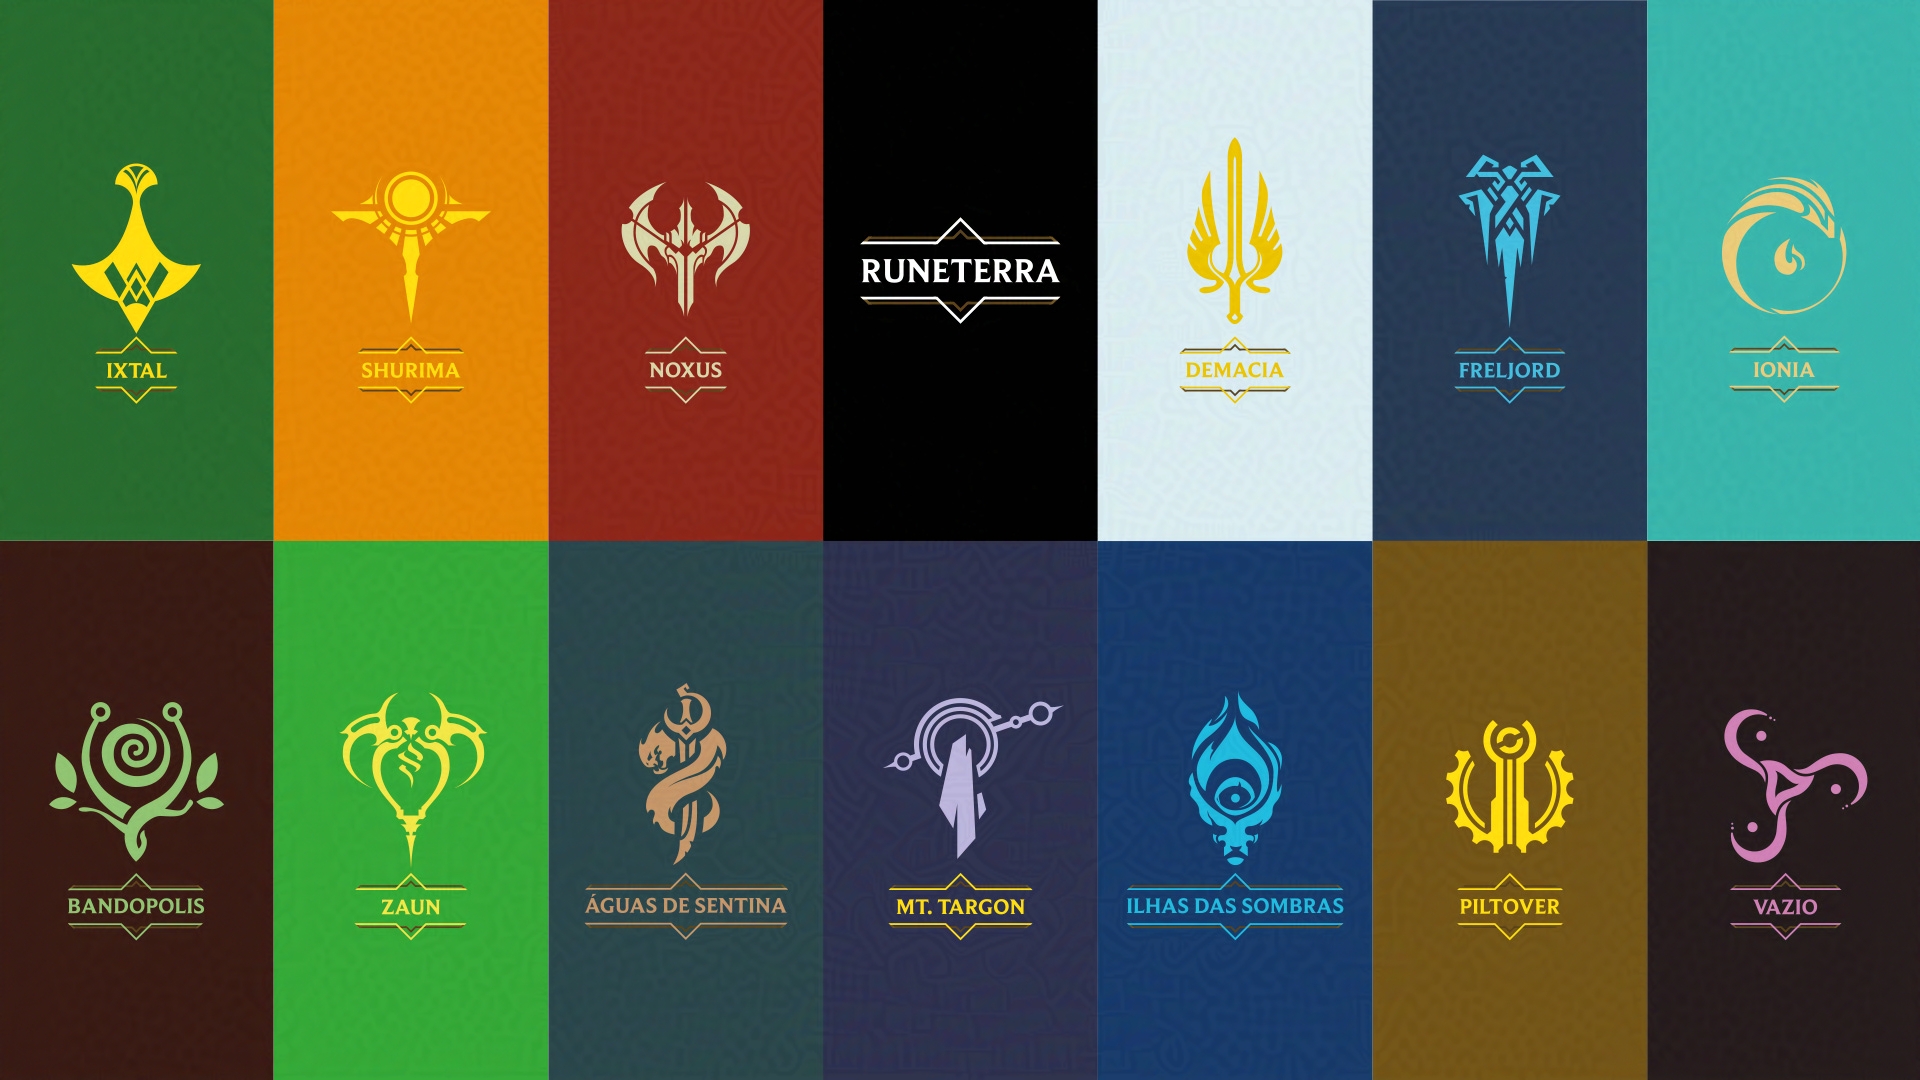 IXTAL
SHURIMA
NOXUS
RUNETERRA
DEMACIA
FRELJORD
IONIA
BANDOPOLIS
ZAUN
ÁGUAS DE SENTINA
MT. TARGON
ILHAS DAS SOMBRAS
PILTOVER
VAZIO